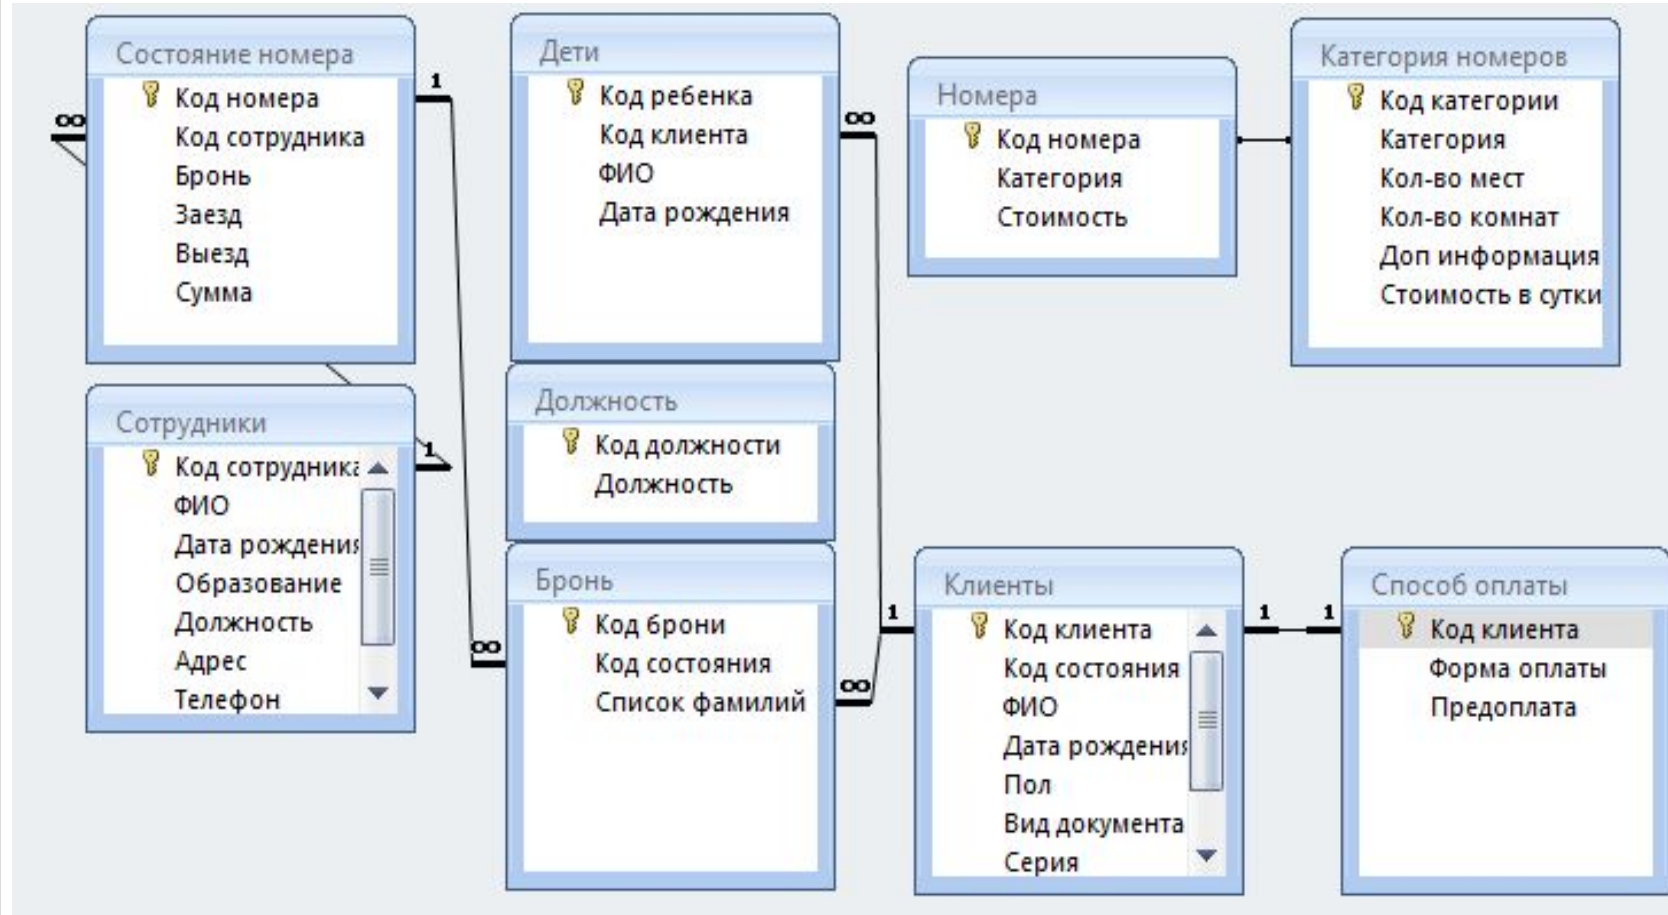 Состояние номера
Код номера
Код сотрудника
Бронь
Заезд
Выезд
Сумма
1
∞
Дети
Код ребенка
Код клиента
ФИО
Дата рождения
∞
Номера
Код номера
Категория
Стоимость
Категория номеров
Код категории
Категория
Кол-во мест
Кол-во комнат
Доп информация
Стоимость в сутки
Сотрудники
Код сотрудника
ФИО
Дата рождения
Образование
Должность
Адрес
Телефон
1
Должность
Код должности
Должность
Бронь
Код брони
Код состояния
Список фамилий
∞
∞
Клиенты
Код клиента
Код состояния
ФИО
Дата рождения
Пол
Вид документа
Серия
1
1
1
Способ оплаты
Код клиента
Форма оплаты
Предоплата